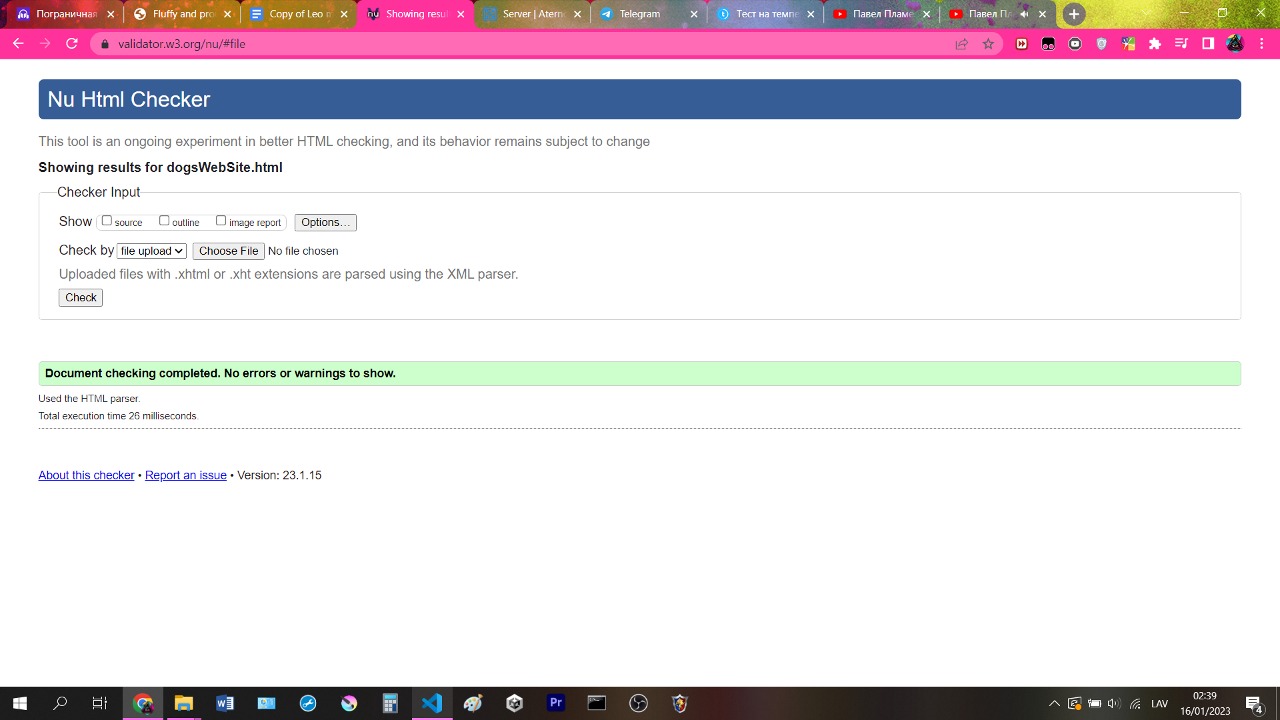 Пограничная
Fluffy and pro
Copy of Leo m
Showing resul
Server | Atern
Telegram
Тест на темпе
Павел Пламе
Павел Пл
validator.w3.org/nu/#file
Nu Html Checker
This tool is an ongoing experiment in better HTML checking, and its behavior remains subject to change
Showing results for dogsWebSite.html
Checker Input
Show source outline image report Options...
Check by file upload Choose File No file chosen
Uploaded files with .xhtml or .xht extensions are parsed using the XML parser.
Check
Document checking completed. No errors or warnings to show.
Used the HTML parser.
Total execution time 26 milliseconds.
About this checker • Report an issue • Version: 23.1.15
Pr
LAV
02:39
16/01/2023
4